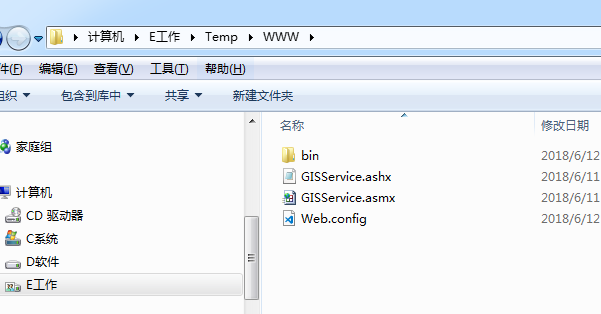 计算机 E工作 Temp WWW
件(F) 编辑(E) 查看(V) 工具(T) 帮助(H)
组织 包含到库中 共享 新建文件夹
名称 修改日期
家庭组
计算机
CD 驱动器
C系统
D软件
E工作
bin 2018/6/12
GISService.ashx 2018/6/11
GISService.asmx 2018/6/11
Web.config 2018/6/12